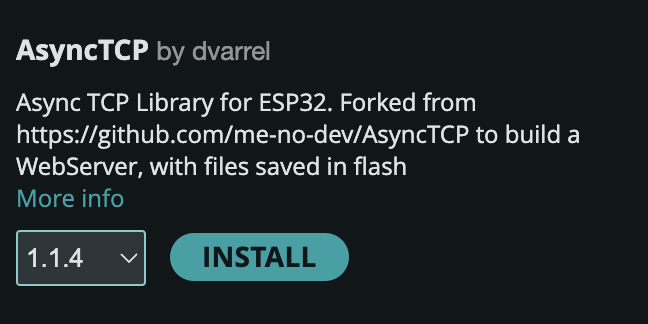 AsyncTCP by dvarrel
Async TCP Library for ESP32. Forked from
https://github.com/me-no-dev/AsyncTCP to build a
WebServer, with files saved in flash
More info
1.1.4 INSTALL